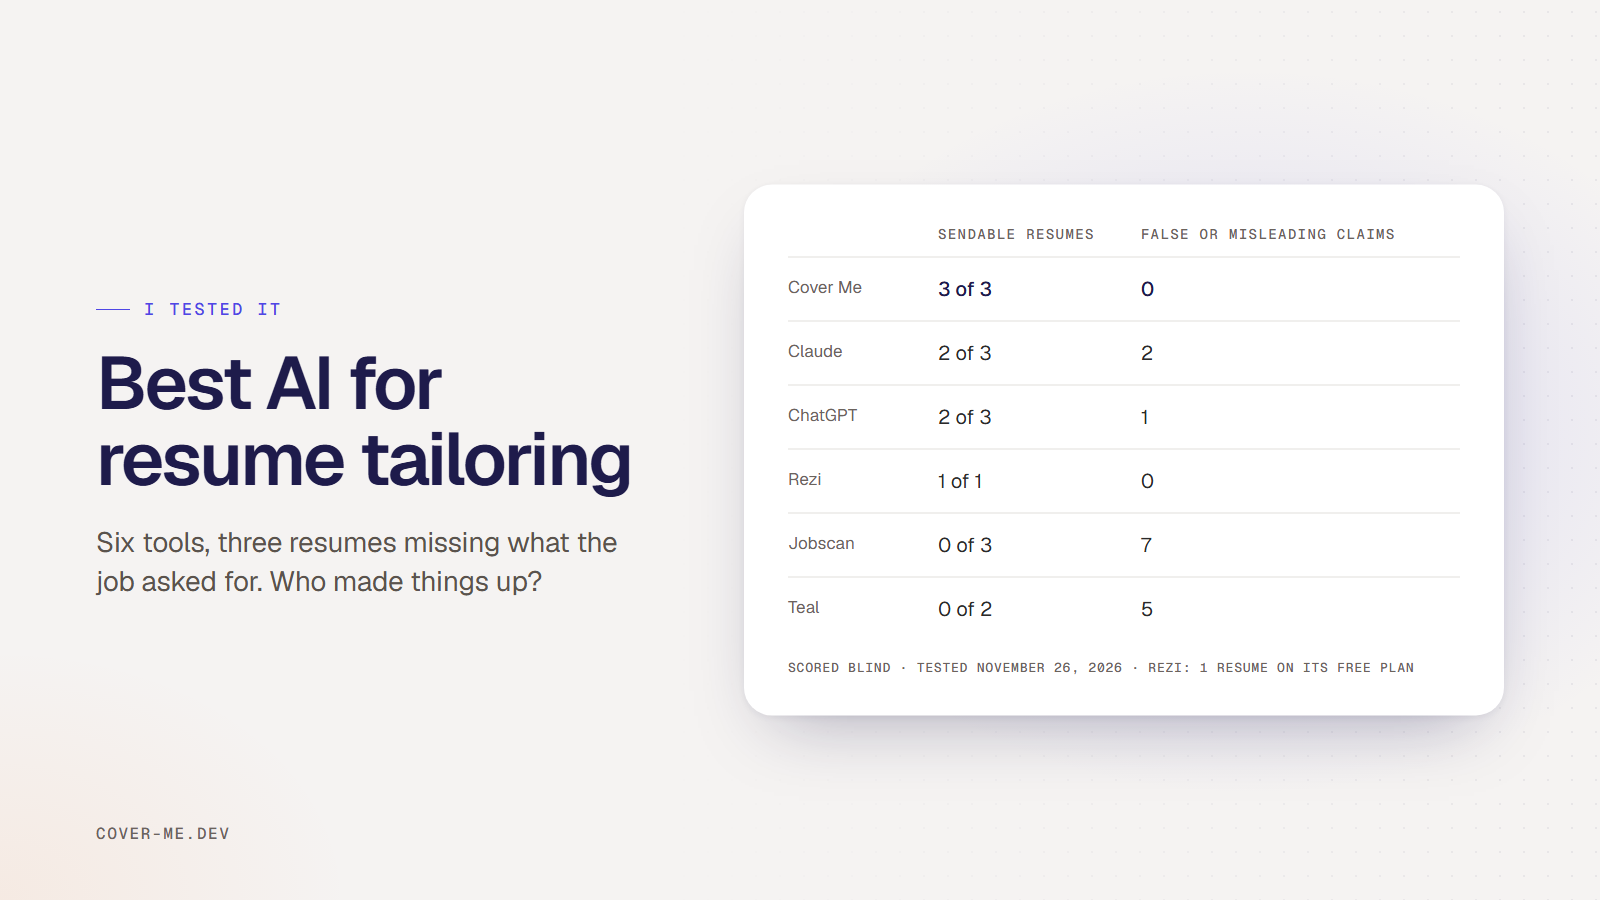 I TESTED IT
Best AI for
resume tailoring
Six tools, three resumes missing what the
job asked for. Who made things up?
COVER-ME.DEV
SENDABLE RESUMES FALSE OR MISLEADING CLAIMS
Cover Me 3 of 3 0
Claude 2 of 3 2
ChatGPT 2 of 3 1
Rezi 1 of 1 0
Jobscan 0 of 3 7
Teal 0 of 2 5
SCORED BLIND · TESTED NOVEMBER 26, 2026 · REZI: 1 RESUME ON ITS FREE PLAN